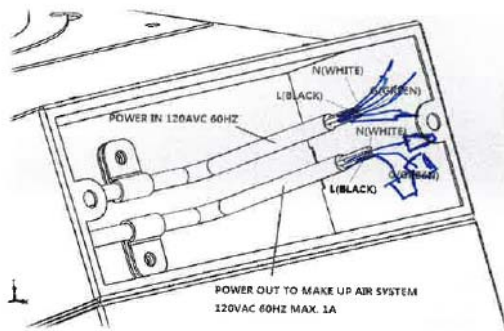 N(WHITE)
G(GREEN)
L(BLACK)
POWER IN 120AVC 60HZ
N(WHITE)
G(GREEN)
L(BLACK)
POWER OUT TO MAKE UP AIR SYSTEM
120VAC 60HZ MAX. 1A